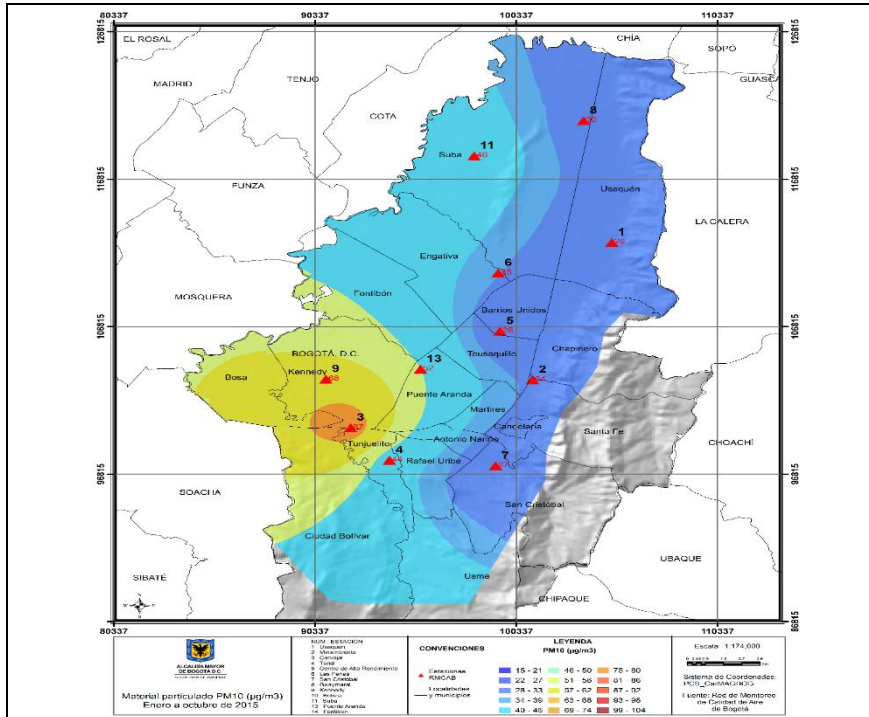 80337 90337 100337 110337
126815 126815
EL ROSAL
CHÍA
SOPÓ
MADRID
TENJO
GUASCA
COTA
8
11
Suba
116815 116815
FUNZA
Usaquén
LA CALERA
1
Engativa
6
Fontibón
MOSQUERA
Barrios Unidos
106815 106815
5
BOGOTÁ, D.C.
Teusaquillo
Chapinero
13
2
Bosa
Kennedy
9
Puente Aranda
Martires
3
Candelaria
Santa Fe
CHOACHÍ
Tunjuelito
Antonio Nariño
4
Rafael Uribe
7
96815 96815
SOACHA
San Cristóbal
Ciudad Bolívar
UBAQUE
SIBATÉ
Usme
CHIPAQUE
86815 86815
80337 90337 100337 110337
ALCALDÍA MAYOR
DE BOGOTÁ D.C.
Material particulado PM10 (µg/m3)
Enero a octubre de 2015
NUM ESTACIÓN
1 Usaquen
2 Minambiente
3 Carvajal
4 Tunal
5 Centro de Alto Rendimiento
6 Las Ferias
7 San Cristobal
8 Guaymaral
9 Kennedy
11 Suba
13 Puente Aranda
14 Fontibon
CONVENCIONES
Estaciones
RMCAB
Localidades
y municipios
LEYENDA
PM10 (µg/m3)
15 - 21 46 - 50 75 - 80
22 - 27 51 - 56 81 - 86
28 - 33 57 - 62 87 - 92
34 - 39 63 - 68 93 - 98
40 - 45 69 - 74 99 - 104
Escala 1:174,000
Sistema de Coordenadas:
Fuente: Red de Monitoreo
de Calidad de Aire
de Bogotá